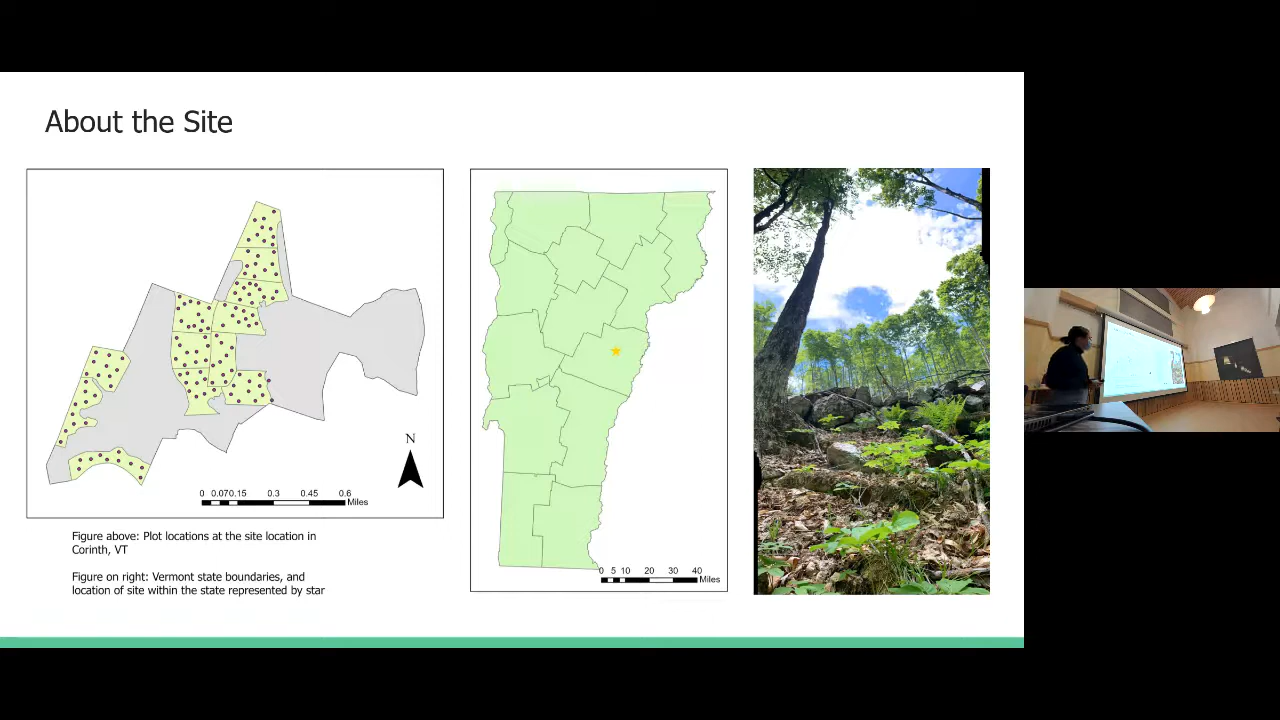 About the Site
N
0 0.070.15 0.3 0.45 0.6
Miles
Figure above: Plot locations at the site location in
Corinth, VT
Figure on right: Vermont state boundaries, and
location of site within the state represented by star
0 5 10 20 30 40
Miles